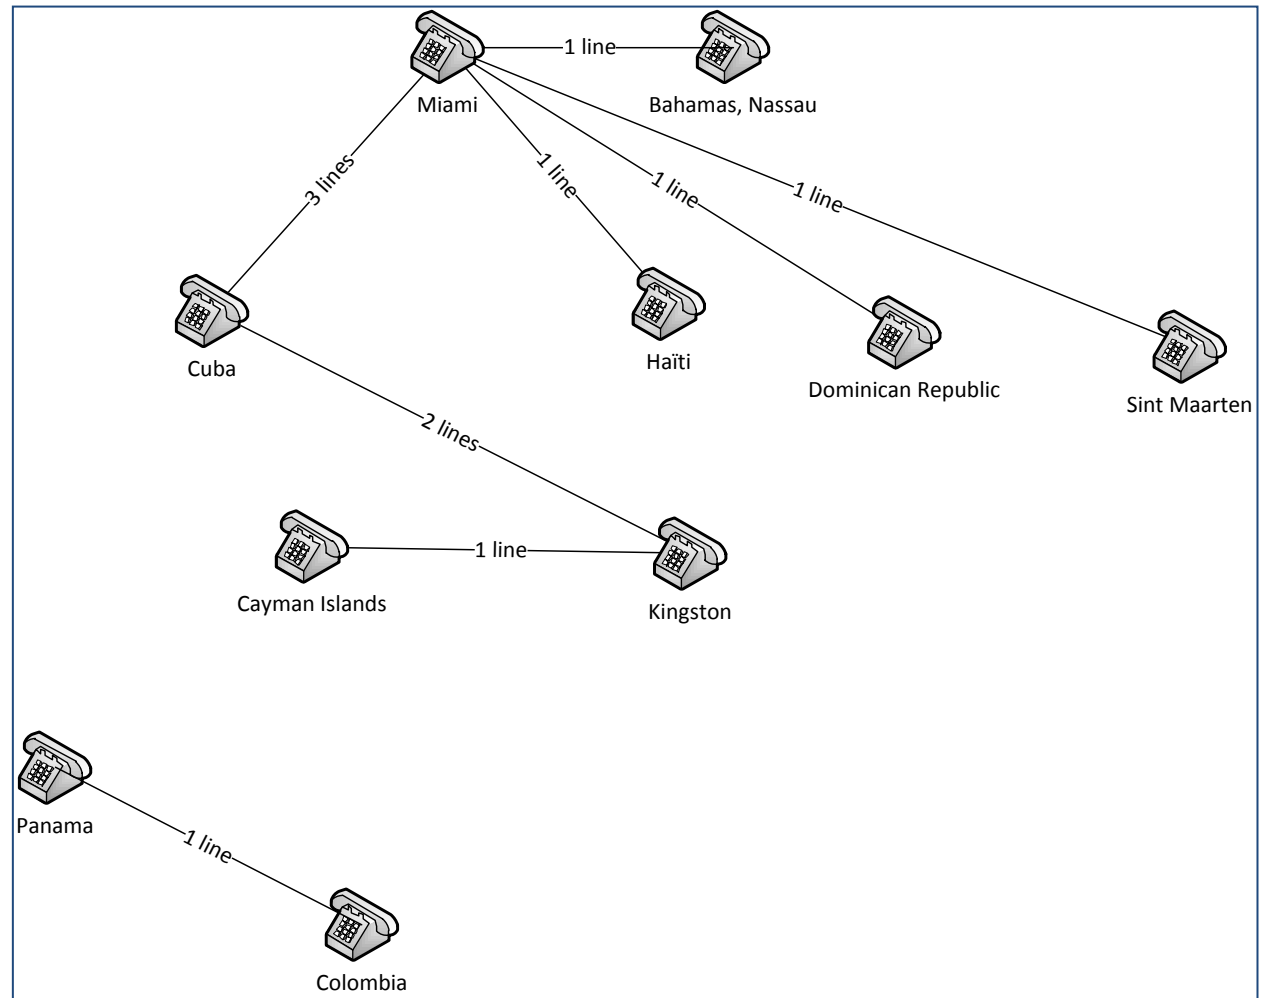 1 line
Miami
Bahamas, Nassau
3 lines
1 line
1 line
1 line
Cuba
Haïti
Dominican Republic
Sint Maarten
2 lines
1 line
Cayman Islands
Kingston
Panama
1 line
Colombia